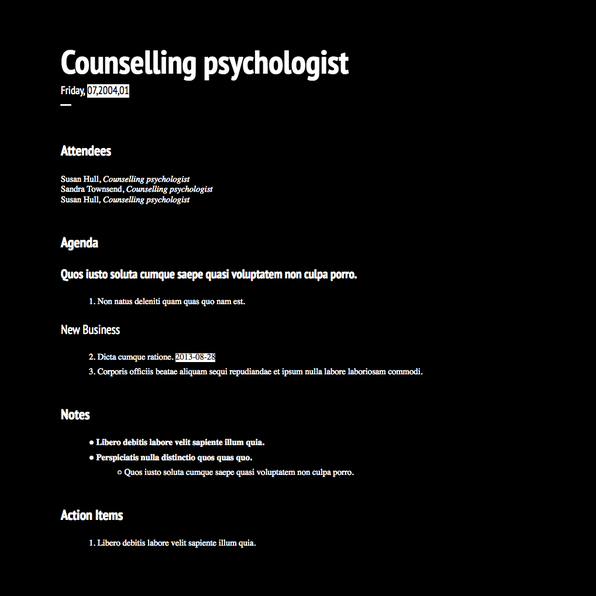 Counselling psychologist
Friday, 07,2004,01
Attendees
Susan Hull, Counselling psychologist
Sandra Townsend, Counselling psychologist
Susan Hull, Counselling psychologist
Agenda
Quos iusto soluta cumque saepe quasi voluptatem non culpa porro.
1. Non natus deleniti quam quas quo nam est.
New Business
2. Dicta cumque ratione. 2013-08-28
3. Corporis officiis beatae aliquam sequi repudiandae et ipsum nulla labore laboriosam commodi.
Notes
● Libero debitis labore velit sapiente illum quia.
● Perspiciatis nulla distinctio quos quas quo.
○ Quos iusto soluta cumque saepe quasi voluptatem non culpa porro.
Action Items
1. Libero debitis labore velit sapiente illum quia.